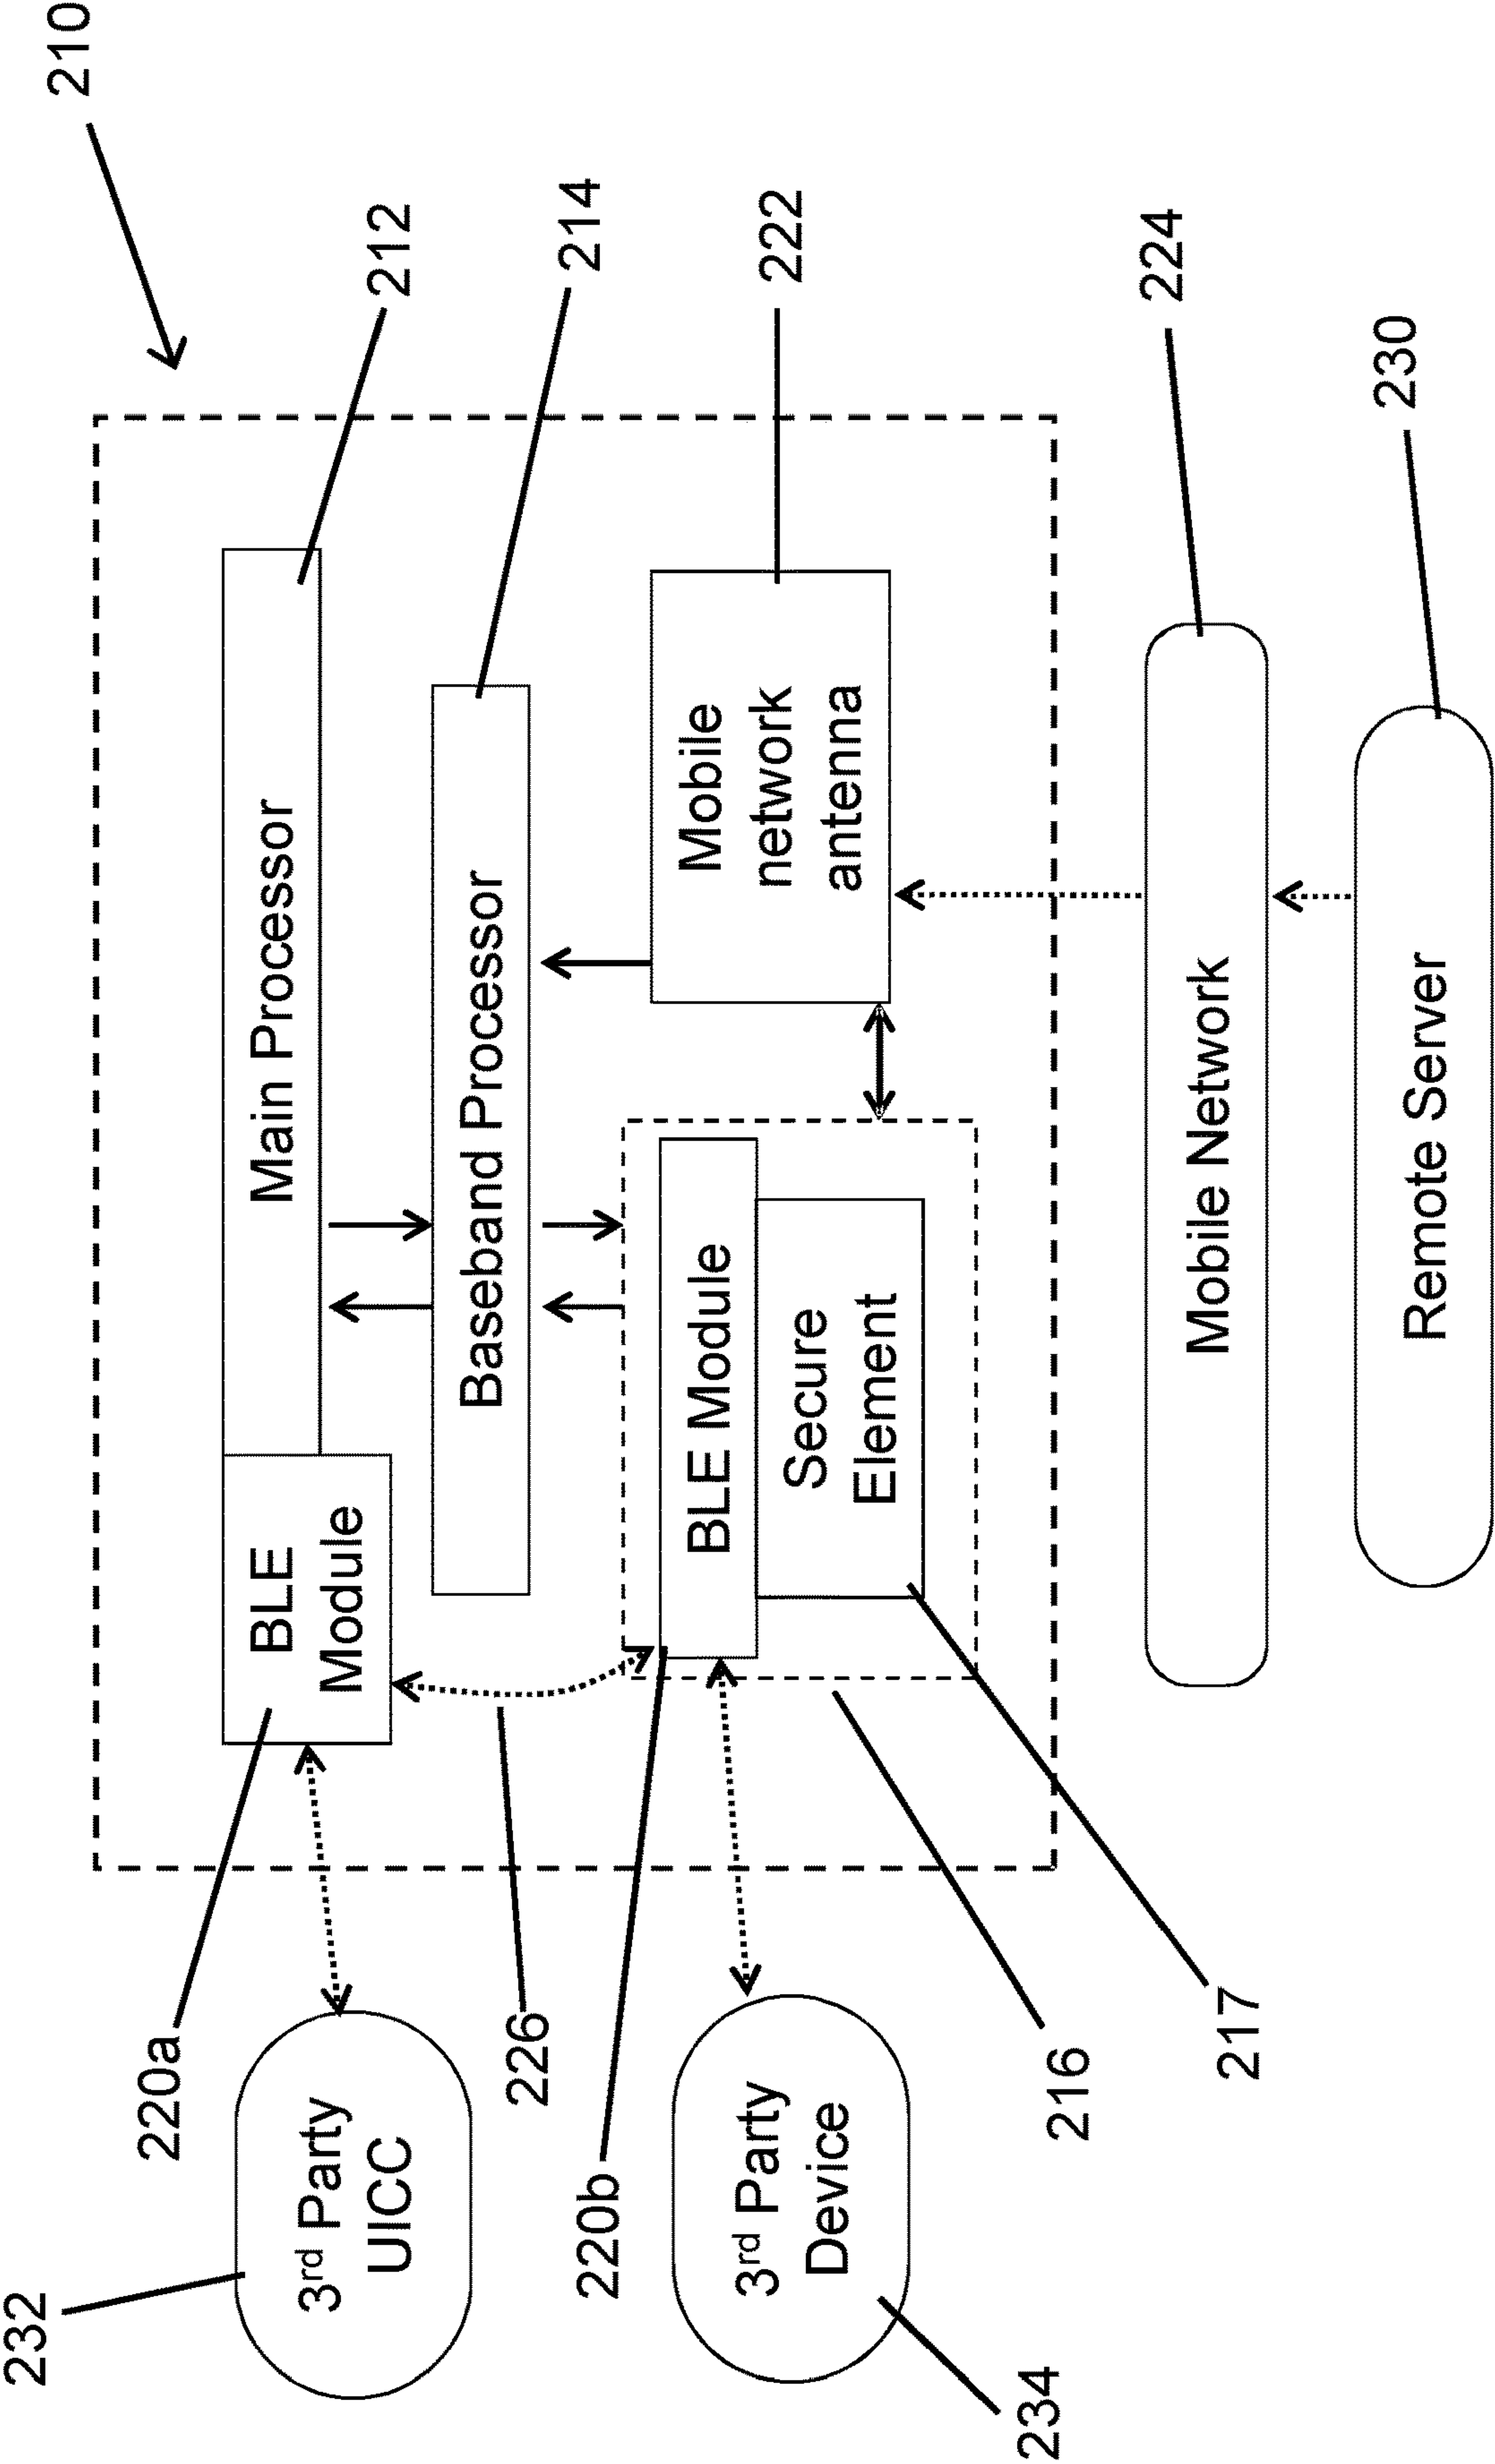 210
212
214
222
224
230
Main Processor
BLE
Module
Baseband Processor
Mobile
network
antenna
BLE Module
Secure
Element
Mobile Network
Remote Server
3rd Party
UICC
3rd Party
Device
220a
226
220b
216
217
232
234